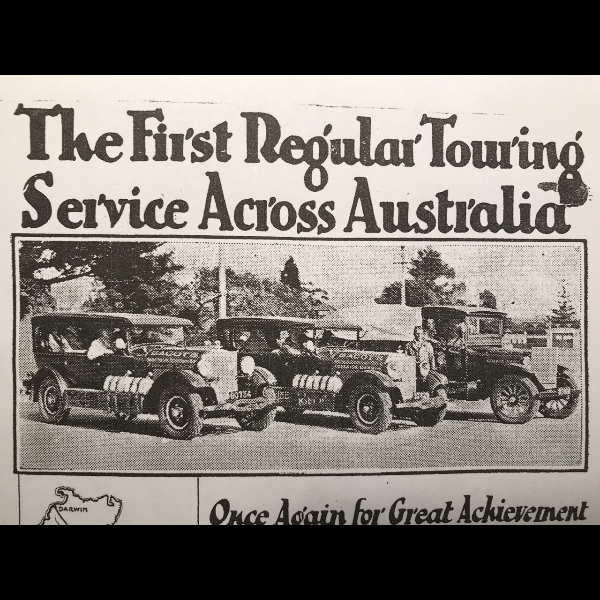 The First Regular Touring
Service Across Australia
DARWIN
Once Again for Great Achievement